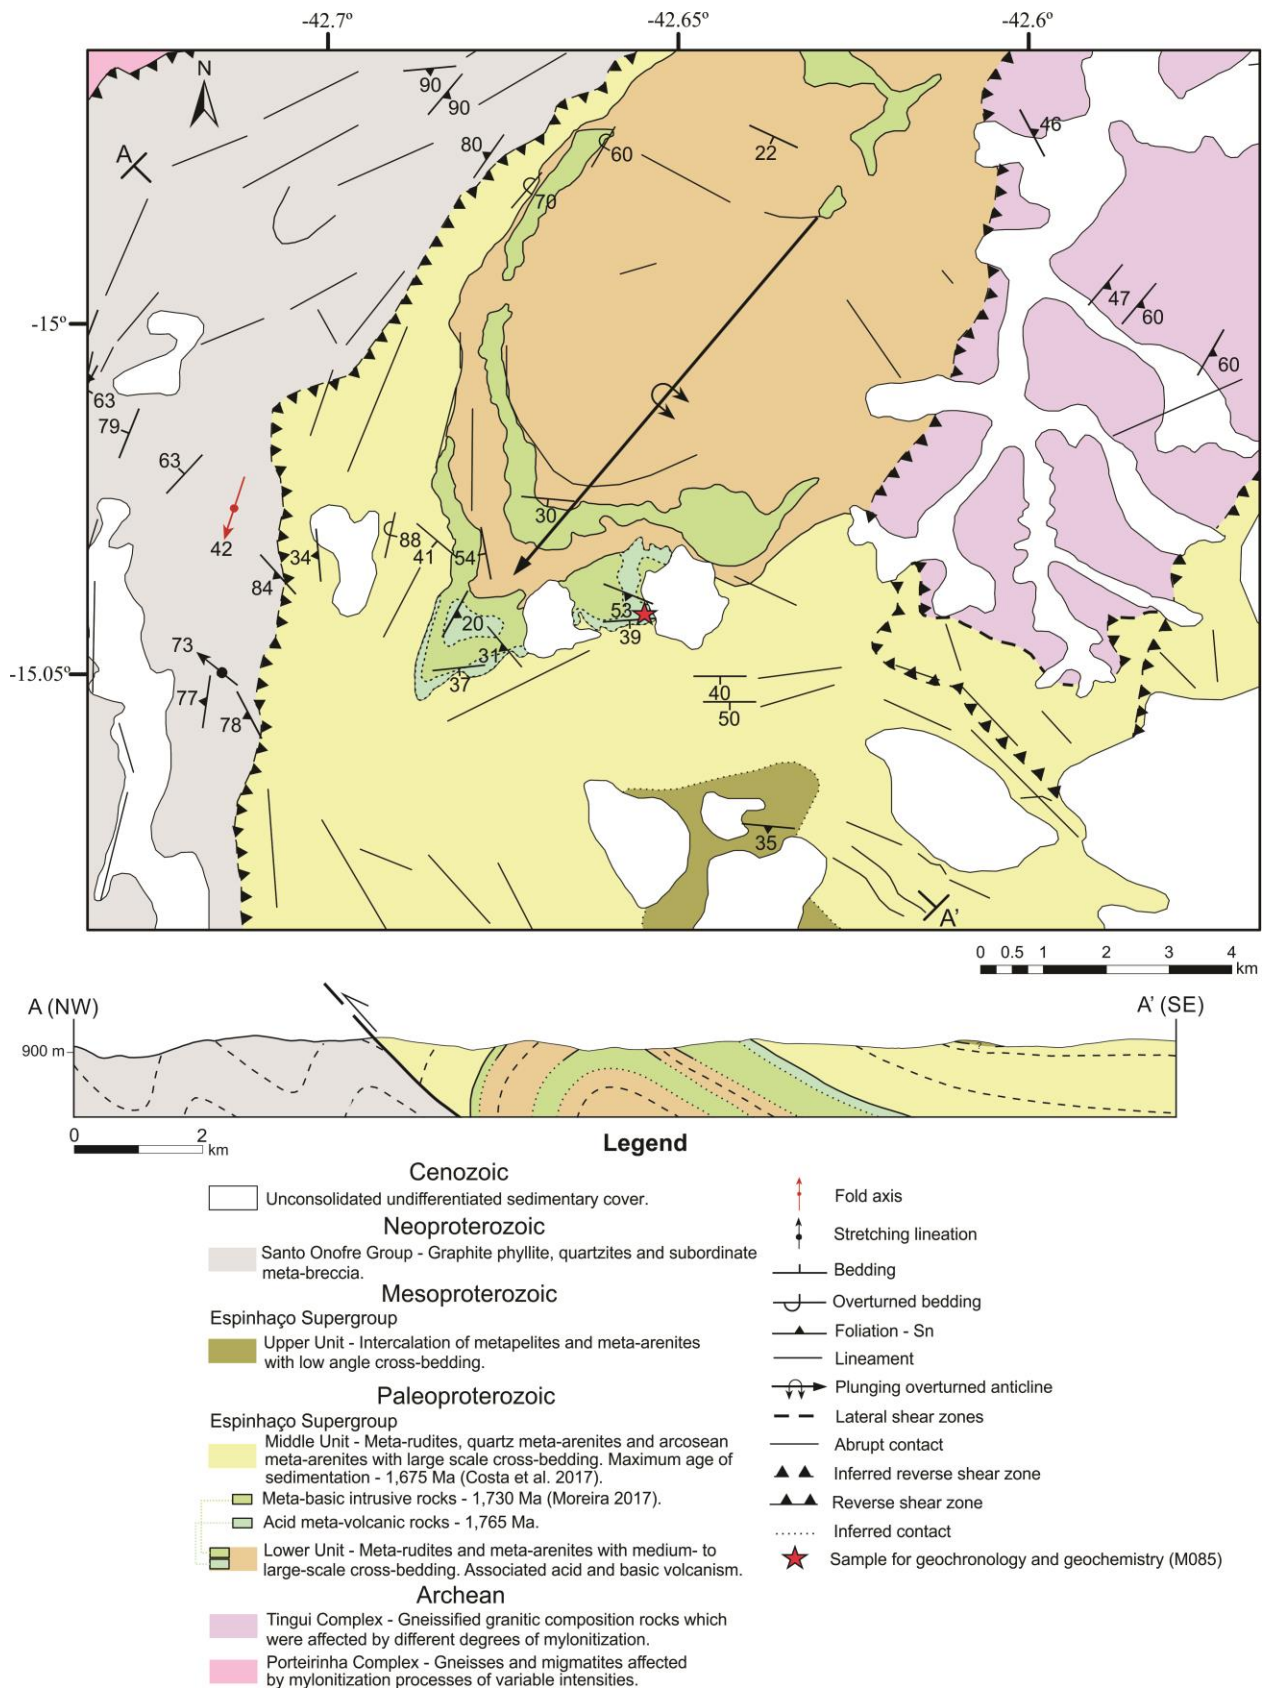 -42.7º -42.65º -42.6º
N
90
90
46
80
60
22
A
70
47
60
-15º
60
63
79
63
30
88
41
54
34
42
84
53
20
39
31
73
-15.05º
37
40
77
78
50
35
A'
0 0.5 1 2 3 4
km
A (NW) A' (SE)
900 m
0 2
km
Legend
Cenozoic
Unconsolidated undifferentiated sedimentary cover.
Neoproterozoic
Santo Onofre Group - Graphite phyllite, quartzites and subordinate
meta-breccia.
Mesoproterozoic
Espinhaço Supergroup
Upper Unit - Intercalation of metapelites and meta-arenites
with low angle cross-bedding.
Paleoproterozoic
Espinhaço Supergroup
Middle Unit - Meta-rudites, quartz meta-arenites and arcosean
meta-arenites with large scale cross-bedding. Maximum age of
sedimentation - 1,675 Ma (Costa et al. 2017).
Meta-basic intrusive rocks - 1,730 Ma (Moreira 2017).
Acid meta-volcanic rocks - 1,765 Ma.
Lower Unit - Meta-rudites and meta-arenites with medium- to
large-scale cross-bedding. Associated acid and basic volcanism.
Archean
Tingui Complex - Gneissified granitic composition rocks which
were affected by different degrees of mylonitization.
Porteirinha Complex - Gneisses and migmatites affected
by mylonitization processes of variable intensities.
Fold axis
Stretching lineation
Bedding
Overturned bedding
Foliation - Sn
Lineament
Plunging overturned anticline
Lateral shear zones
Abrupt contact
Inferred reverse shear zone
Reverse shear zone
Inferred contact
Sample for geochronology and geochemistry (M085)